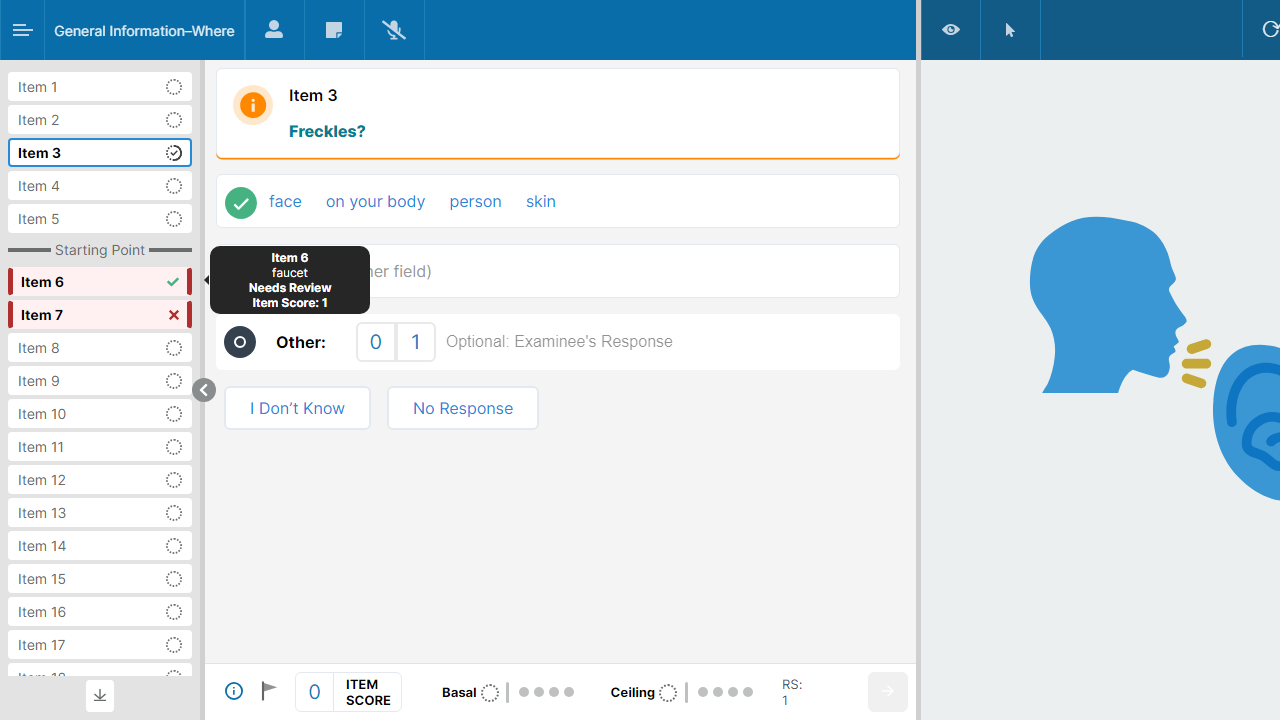 General Information–Where
Item 1
Item 2
Item 3
Item 4
Item 5
Starting Point
Item 6
Item 7
Item 8
Item 9
Item 10
Item 11
Item 12
Item 13
Item 14
Item 15
Item 16
Item 17
Item 3
Freckles?
face on your body person skin
Item 6
faucet
Needs Review
Item Score: 1
field)
Other: 0 1 Optional: Examinee's Response
I Don’t Know No Response
0 ITEM
SCORE
Basal Ceiling RS:
1